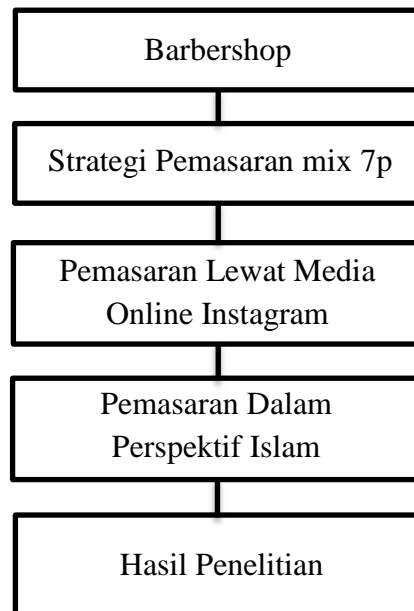 Barbershop
Strategi Pemasaran mix 7p
Pemasaran Lewat Media
Online Instagram
Pemasaran Dalam
Perspektif Islam
Hasil Penelitian